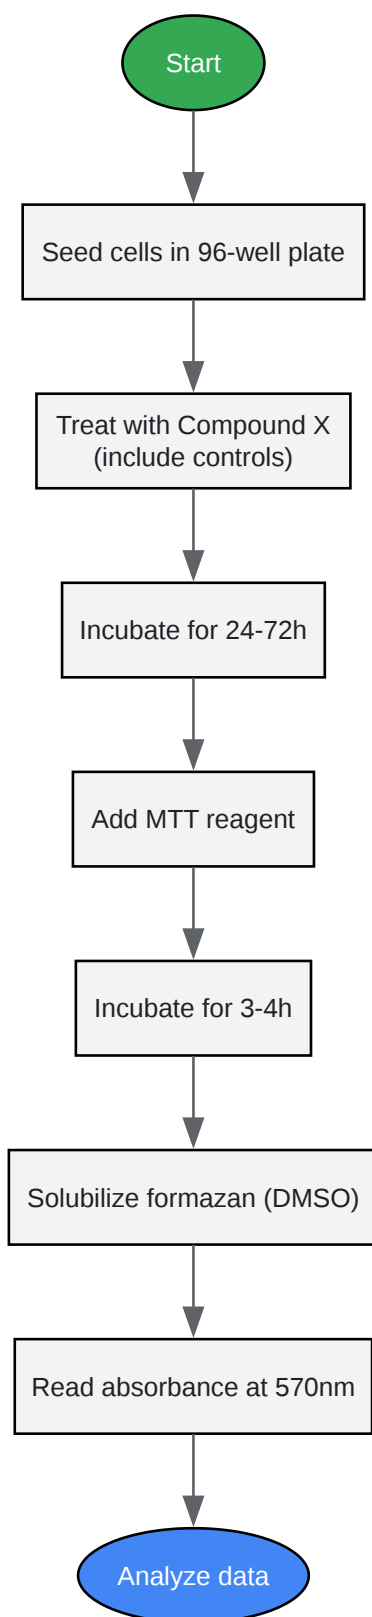 Start
Seed cells in 96-well plate
Treat with Compound X
(include controls)
Incubate for 24-72h
Add MTT reagent
Incubate for 3-4h
Solubilize formazan (DMSO)
Read absorbance at 570nm
Analyze data